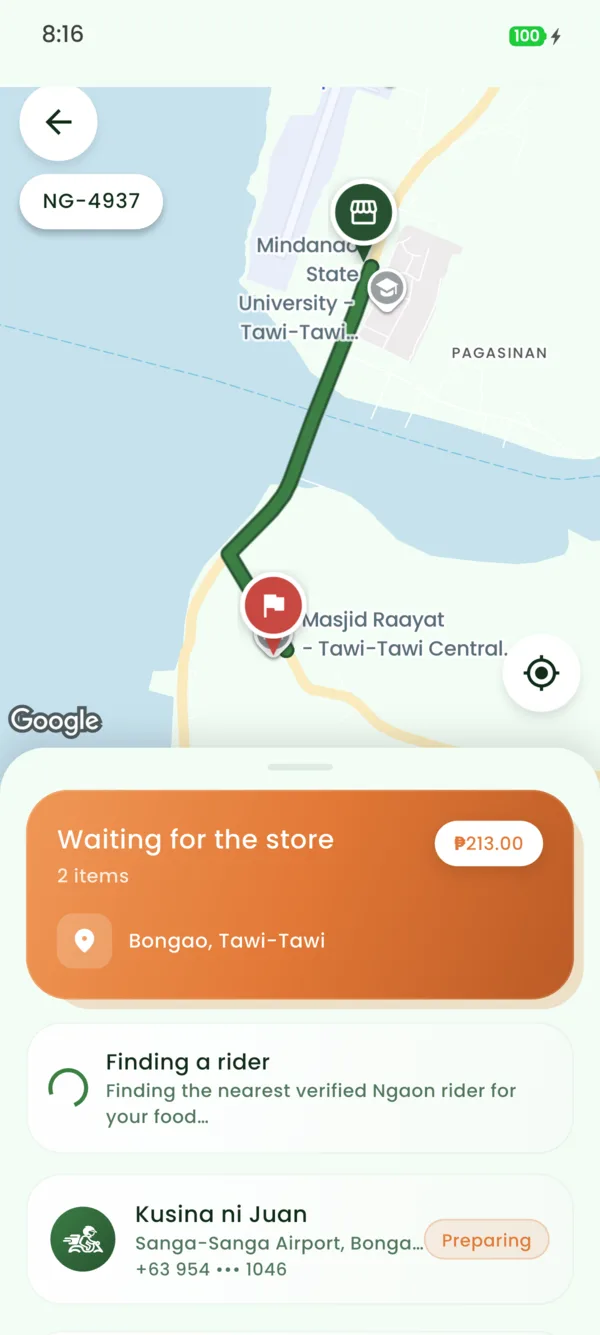 8:16
100
NG-4937
Mindanao
State
University -
Tawi-Tawi...
PAGASINAN
Masjid Raayat
- Tawi-Tawi Central.
Google
Waiting for the store
₱213.00
2 items
Bongao, Tawi-Tawi
Finding a rider
Finding the nearest verified Ngaon rider for
your food...
Kusina ni Juan
Sanga-Sanga Airport, Bonga...
Preparing
+63 954 ••• 1046